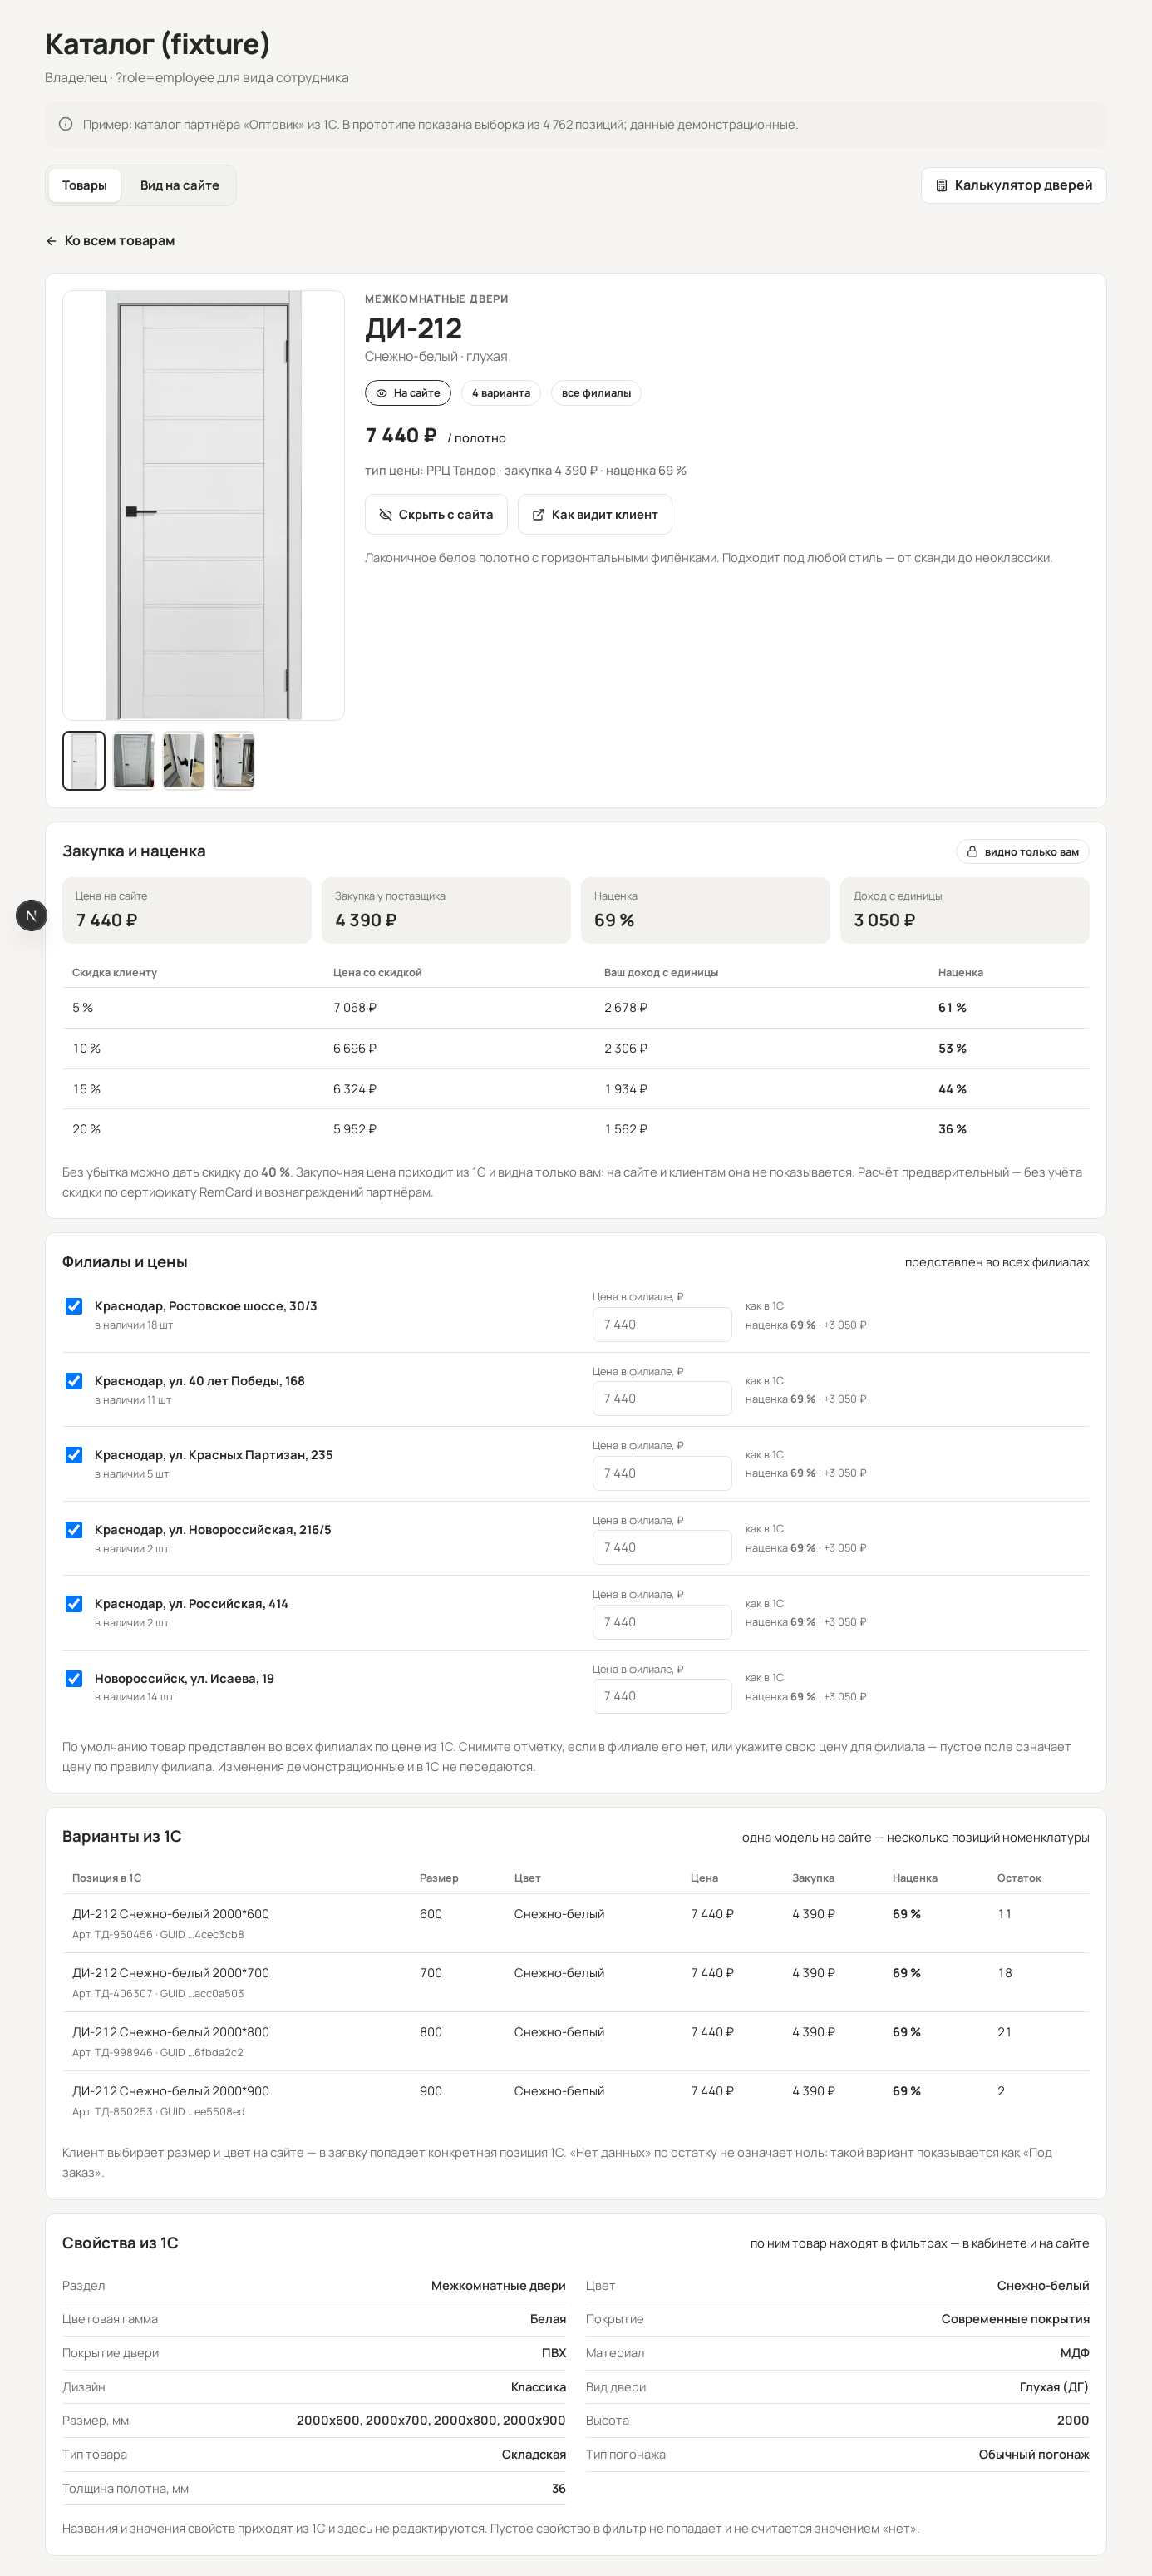 Каталог (fixture)
Владелец · ?role=employee для вида сотрудника
Пример: каталог партнёра «Оптовик» из 1С. В прототипе показана выборка из 4 762 позиций; данные демонстрационные.
Товары Вид на сайте Калькулятор дверей
Ко всем товарам
МЕЖКОМНАТНЫЕ ДВЕРИ
ДИ-212
Снежно-белый · глухая
На сайте 4 варианта все филиалы
7 440 ₽ / полотно
тип цены: РРЦ Тандор · закупка 4 390 ₽ · наценка 69 %
Скрыть с сайта Как видит клиент
Лаконичное белое полотно с горизонтальными филёнками. Подходит под любой стиль — от сканди до неоклассики.
Закупка и наценка видно только вам
Цена на сайте Закупка у поставщика Наценка Доход с единицы
7 440 ₽ 4 390 ₽ 69 % 3 050 ₽
N
Скидка клиенту Цена со скидкой Ваш доход с единицы Наценка
5 % 7 068 ₽ 2 678 ₽ 61 %
10 % 6 696 ₽ 2 306 ₽ 53 %
15 % 6 324 ₽ 1 934 ₽ 44 %
20 % 5 952 ₽ 1 562 ₽ 36 %
Без убытка можно дать скидку до 40 %. Закупочная цена приходит из 1С и видна только вам: на сайте и клиентам она не показывается. Расчёт предварительный — без учёта
скидки по сертификату RemCard и вознаграждений партнёрам.
Филиалы и цены представлен во всех филиалах
Краснодар, Ростовское шоссе, 30/3
в наличии 18 шт
Цена в филиале, ₽
7 440
как в 1С
наценка 69 % · +3 050 ₽
Краснодар, ул. 40 лет Победы, 168
в наличии 11 шт
Цена в филиале, ₽
7 440
как в 1С
наценка 69 % · +3 050 ₽
Краснодар, ул. Красных Партизан, 235
в наличии 5 шт
Цена в филиале, ₽
7 440
как в 1С
наценка 69 % · +3 050 ₽
Краснодар, ул. Новороссийская, 216/5
в наличии 2 шт
Цена в филиале, ₽
7 440
как в 1С
наценка 69 % · +3 050 ₽
Краснодар, ул. Российская, 414
в наличии 2 шт
Цена в филиале, ₽
7 440
как в 1С
наценка 69 % · +3 050 ₽
Новороссийск, ул. Исаева, 19
в наличии 14 шт
Цена в филиале, ₽
7 440
как в 1С
наценка 69 % · +3 050 ₽
По умолчанию товар представлен во всех филиалах по цене из 1С. Снимите отметку, если в филиале его нет, или укажите свою цену для филиала — пустое поле означает
цену по правилу филиала. Изменения демонстрационные и в 1С не передаются.
Варианты из 1С одна модель на сайте — несколько позиций номенклатуры
Позиция в 1С Размер Цвет Цена Закупка Наценка Остаток
ДИ-212 Снежно-белый 2000*600 600 Снежно-белый 7 440 ₽ 4 390 ₽ 69 % 11
Арт. ТД-950456 · GUID …4cec3cb8
ДИ-212 Снежно-белый 2000*700 700 Снежно-белый 7 440 ₽ 4 390 ₽ 69 % 18
Арт. ТД-406307 · GUID …acc0a503
ДИ-212 Снежно-белый 2000*800 800 Снежно-белый 7 440 ₽ 4 390 ₽ 69 % 21
Арт. ТД-998946 · GUID …6fbda2c2
ДИ-212 Снежно-белый 2000*900 900 Снежно-белый 7 440 ₽ 4 390 ₽ 69 % 2
Арт. ТД-850253 · GUID …ee5508ed
Клиент выбирает размер и цвет на сайте — в заявку попадает конкретная позиция 1С. «Нет данных» по остатку не означает ноль: такой вариант показывается как «Под
заказ».
Свойства из 1С по ним товар находят в фильтрах — в кабинете и на сайте
Раздел Межкомнатные двери Цвет Снежно-белый
Цветовая гамма Белая Покрытие Современные покрытия
Покрытие двери ПВХ Материал МДФ
Дизайн Классика Вид двери Глухая (ДГ)
Размер, мм 2000х600, 2000х700, 2000х800, 2000х900 Высота 2000
Тип товара Складская Тип погонажа Обычный погонаж
Толщина полотна, мм 36
Названия и значения свойств приходят из 1С и здесь не редактируются. Пустое свойство в фильтр не попадает и не считается значением «нет».